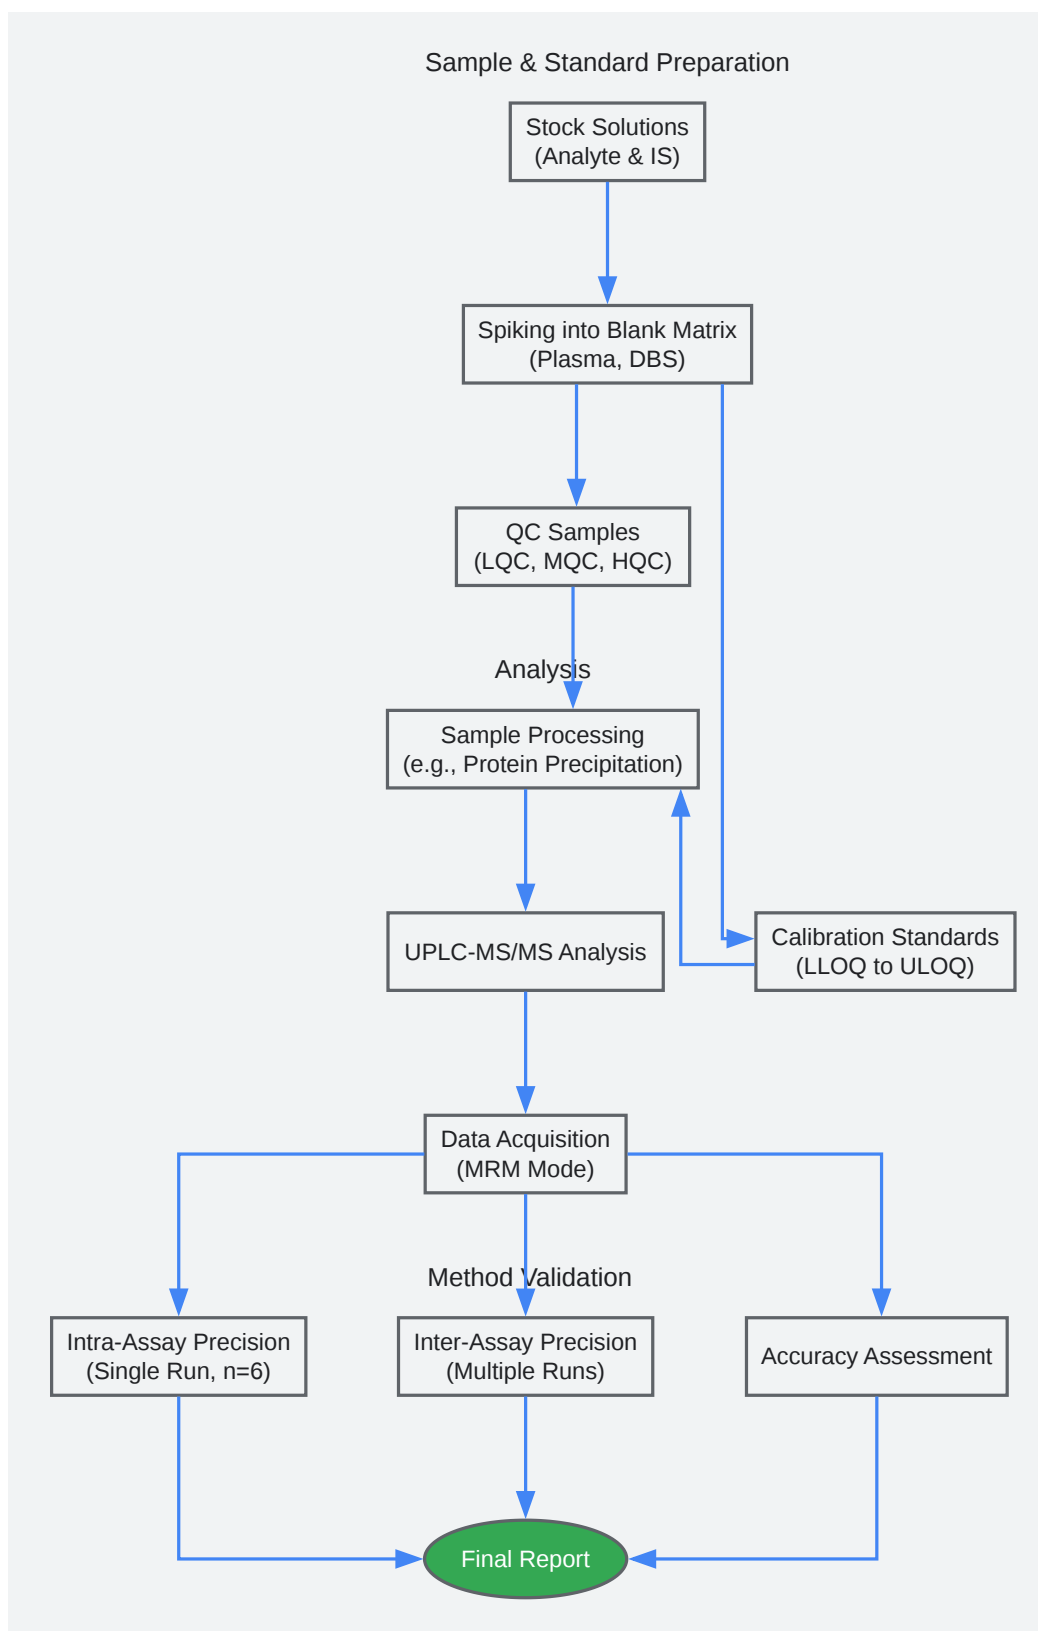 Sample & Standard Preparation
Stock Solutions
(Analyte & IS)
Spiking into Blank Matrix
(Plasma, DBS)
QC Samples
(LQC, MQC, HQC)
Analysis
Sample Processing
(e.g., Protein Precipitation)
UPLC-MS/MS Analysis
Calibration Standards
(LLOQ to ULOQ)
Data Acquisition
(MRM Mode)
Method Validation
Intra-Assay Precision
(Single Run, n=6)
Inter-Assay Precision
(Multiple Runs)
Accuracy Assessment
Final Report